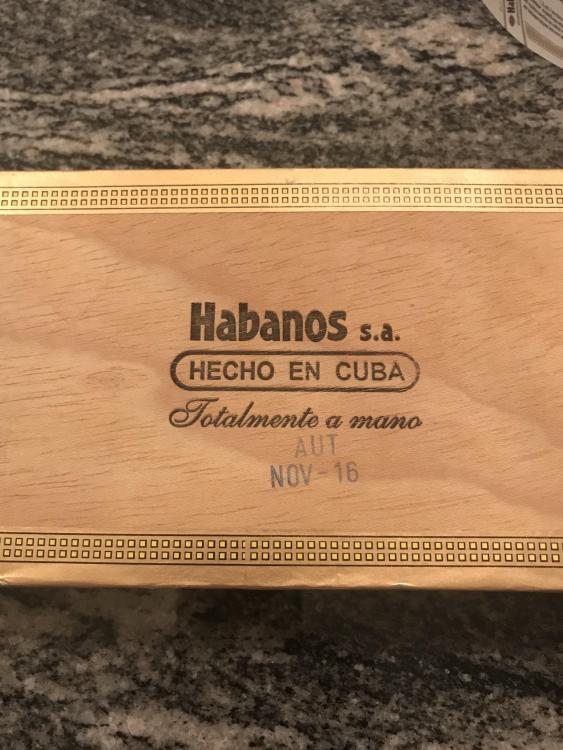 Habanos s.a.
HECHO EN CUBA
Totalmente a mano
AUT
NOV-16